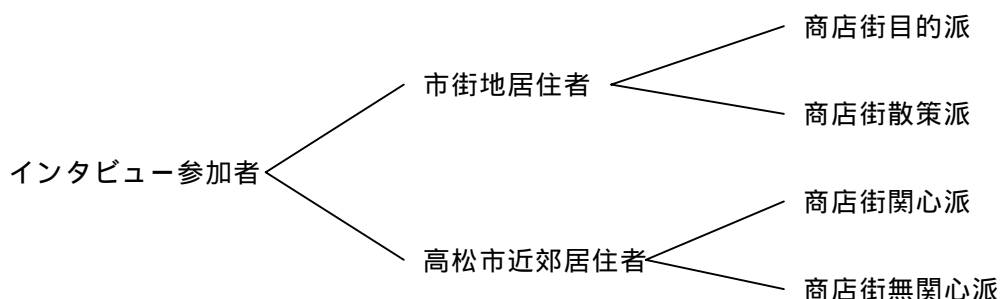 商店街目的派
市街地居住者
商店街散策派
インタビュー参加者
商店街関心派
高松市近郊居住者
商店街無関心派